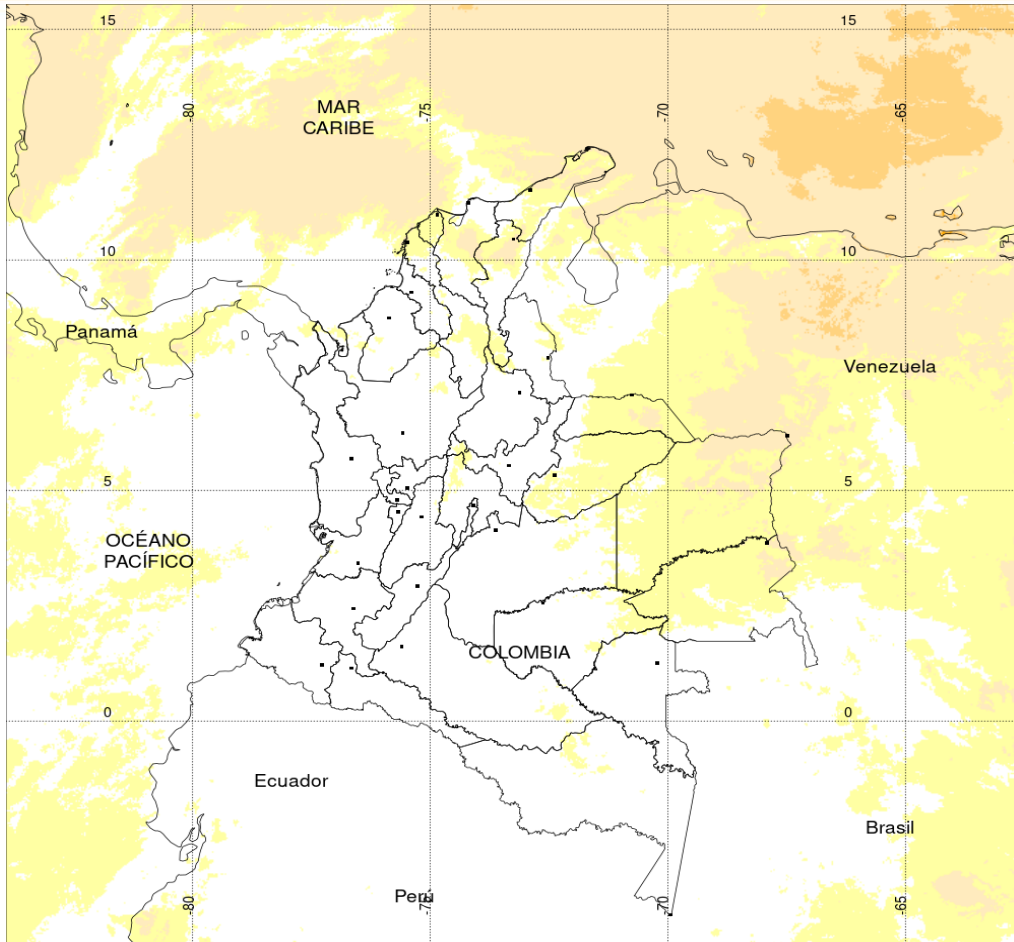 15
15
-80
-75
-70
-65
MAR
CARIBE
10
10
Panamá
Venezuela
5
5
OCÉANO
PACÍFICO
COLOMBIA
0
0
Ecuador
Brasil
Perú
-80
-75
-70
-65